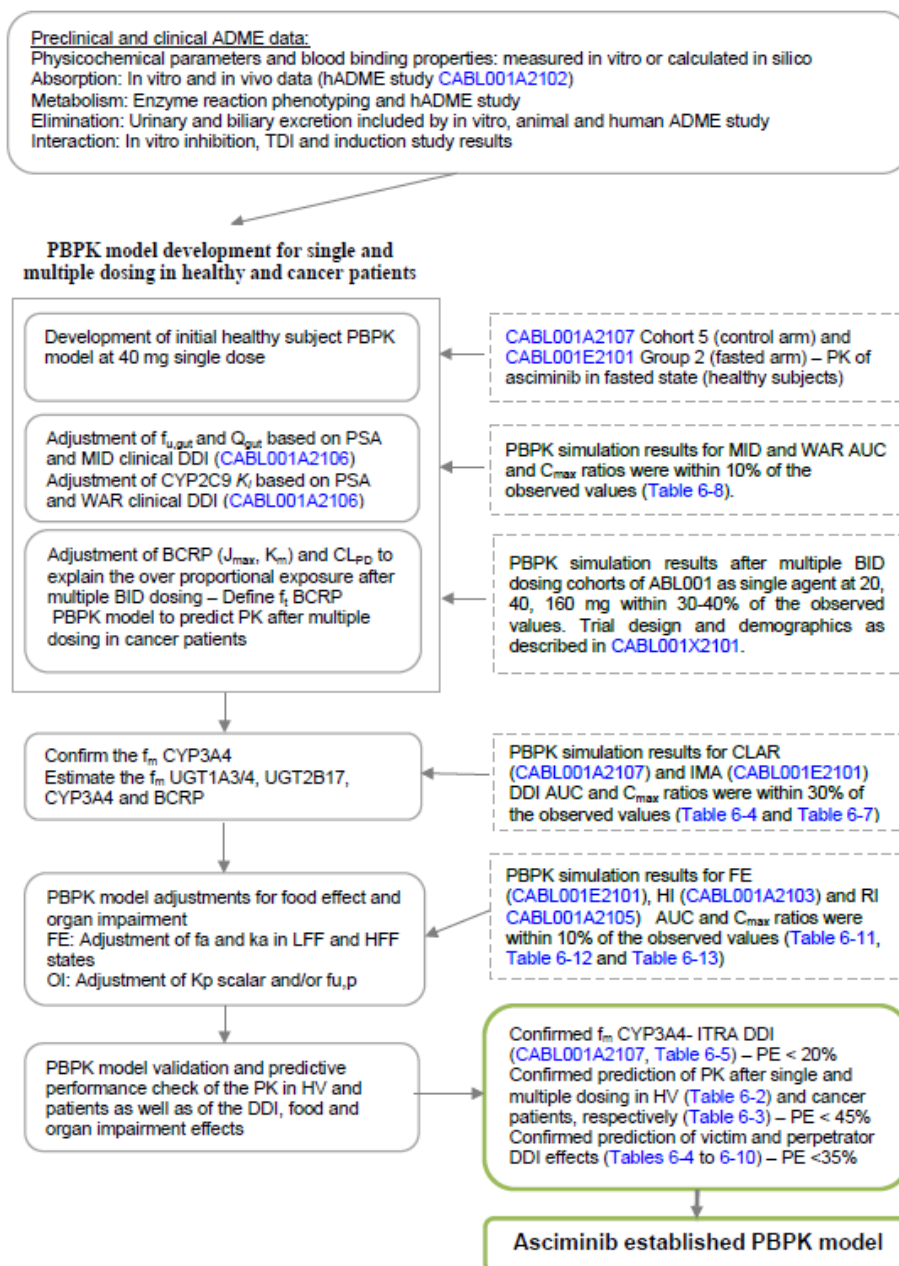 Preclinical and clinical ADME data:
Physicochemical parameters and blood binding properties: measured in vitro or calculated in silico
Absorption: In vitro and in vivo data (hADME study CABL001A2102)
Metabolism: Enzyme reaction phenotyping and hADME study
Elimination: Urinary and biliary excretion included by in vitro, animal and human ADME study
Interaction: In vitro inhibition, TDI and induction study results
PBPK model development for single and
multiple dosing in healthy and cancer patients
Development of initial healthy subject PBPK
model at 40 mg single dose
CABL001A2107 Cohort 5 (control arm) and
CABL001E2101 Group 2 (fasted arm) – PK of
asciminib in fasted state (healthy subjects)
Adjustment of fu,gut and Qgut based on PSA
and MID clinical DDI (CABL001A2106)
Adjustment of CYP2C9 KI based on PSA
and WAR clinical DDI (CABL001A2106)
PBPK simulation results for MID and WAR AUC
and Cmax ratios were within 10% of the
observed values (Table 6-8).
Adjustment of BCRP (Jmax, Km) and CLPD to
explain the over proportional exposure after
multiple BID dosing – Define ft BCRP
PBPK model to predict PK after multiple
dosing in cancer patients
PBPK simulation results after multiple BID
dosing cohorts of ABL001 as single agent at 20,
40, 160 mg within 30-40% of the observed
values. Trial design and demographics as
described in CABL001X2101.
Confirm the fm CYP3A4
Estimate the fm UGT1A3/4, UGT2B17,
CYP3A4 and BCRP
PBPK simulation results for CLAR
(CABL001A2107) and IMA (CABL001E2101)
DDI AUC and Cmax ratios were within 30% of
the observed values (Table 6-4 and Table 6-7)
PBPK model adjustments for food effect and
organ impairment
FE: Adjustment of fa and ka in LFF and HFF
states
OI: Adjustment of Kp scalar and/or fu,p
PBPK simulation results for FE
(CABL001E2101), HI (CABL001A2103) and RI
CABL001A2105) AUC and Cmax ratios were
within 10% of the observed values (Table 6-11,
Table 6-12 and Table 6-13)
PBPK model validation and predictive
performance check of the PK in HV and
patients as well as of the DDI, food and
organ impairment effects
Confirmed fm CYP3A4- ITRA DDI
(CABL001A2107, Table 6-5) – PE < 20%
Confirmed prediction of PK after single and
multiple dosing in HV (Table 6-2) and cancer
patients, respectively (Table 6-3) – PE < 45%
Confirmed prediction of victim and perpetrator
DDI effects (Tables 6-4 to 6-10) – PE <35%
Asciminib established PBPK model